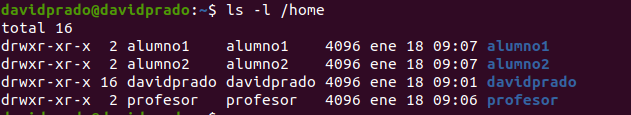 davidprado@davidprado:~$ ls -l /home
total 16
drwxr-xr-x  2 alumno1    alumno1    4096 ene 18 09:07 alumno1
drwxr-xr-x  2 alumno2    alumno2    4096 ene 18 09:07 alumno2
drwxr-xr-x 16 davidprado davidprado 4096 ene 18 09:01 davidprado
drwxr-xr-x  2 profesor   profesor   4096 ene 18 09:06 profesor